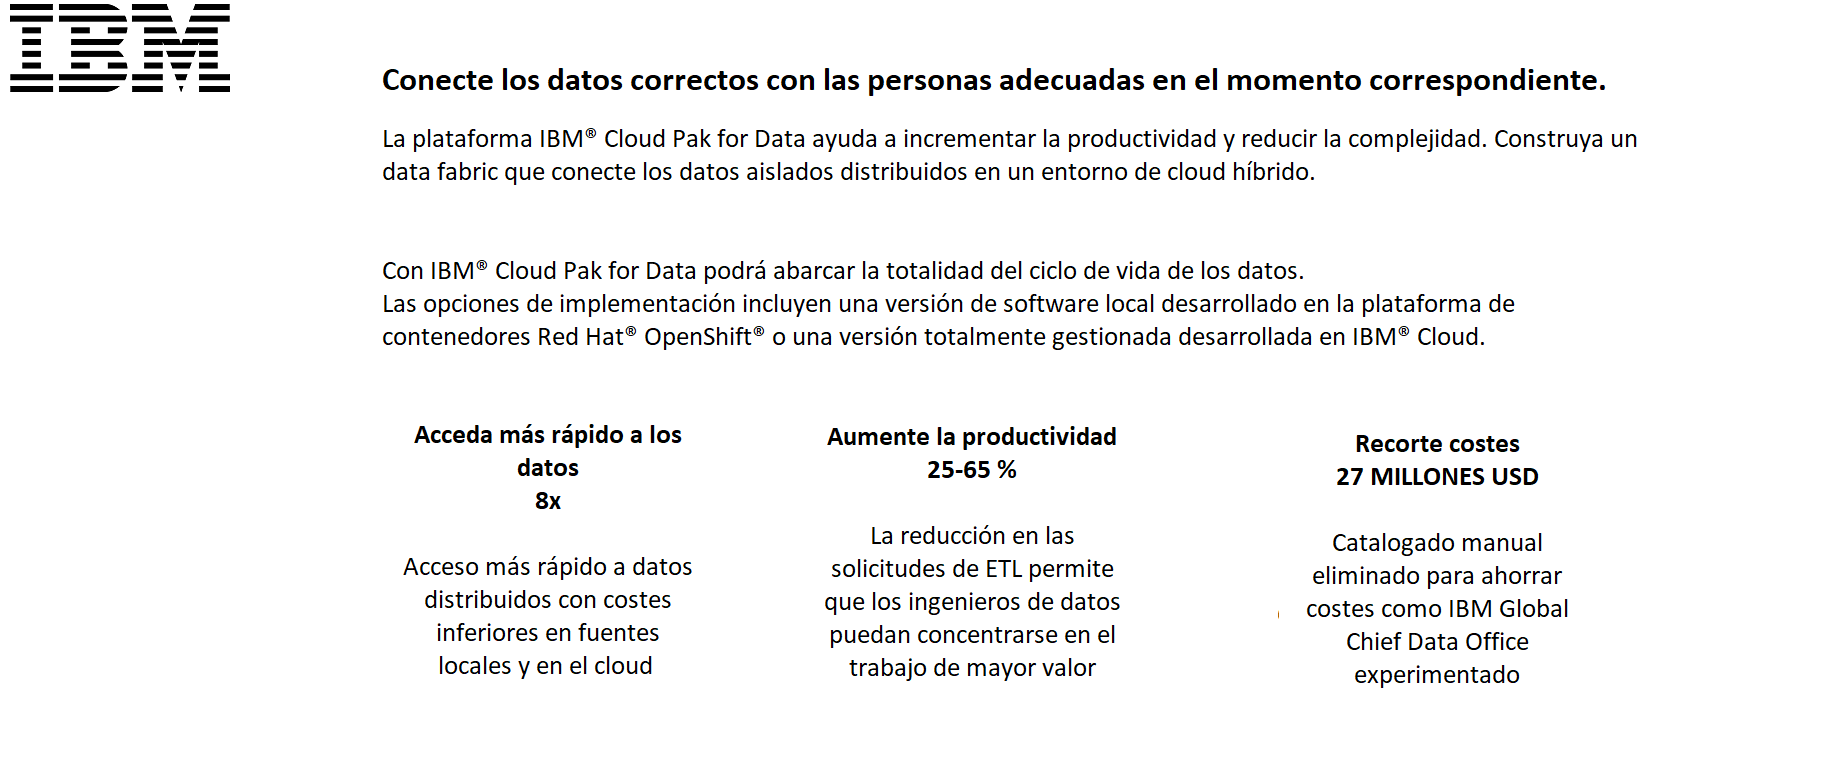 IBM
Conecte los datos correctos con las personas adecuadas en el momento correspondiente.
La plataforma IBM® Cloud Pak for Data ayuda a incrementar la productividad y reducir la complejidad. Construya un
data fabric que conecte los datos aislados distribuidos en un entorno de cloud híbrido.
Con IBM® Cloud Pak for Data podrá abarcar la totalidad del ciclo de vida de los datos.
Las opciones de implementación incluyen una versión de software local desarrollado en la plataforma de
contenedores Red Hat® OpenShift® o una versión totalmente gestionada desarrollada en IBM® Cloud.
Acceda más rápido a los
datos
8x
Acceso más rápido a datos
distribuidos con costes
inferiores en fuentes
locales y en el cloud
Aumente la productividad
25-65 %
La reducción en las
solicitudes de ETL permite
que los ingenieros de datos
puedan concentrarse en el
trabajo de mayor valor
Recorte costes
27 MILLONES USD
Catalogado manual
eliminado para ahorrar
costes como IBM Global
Chief Data Office
experimentado